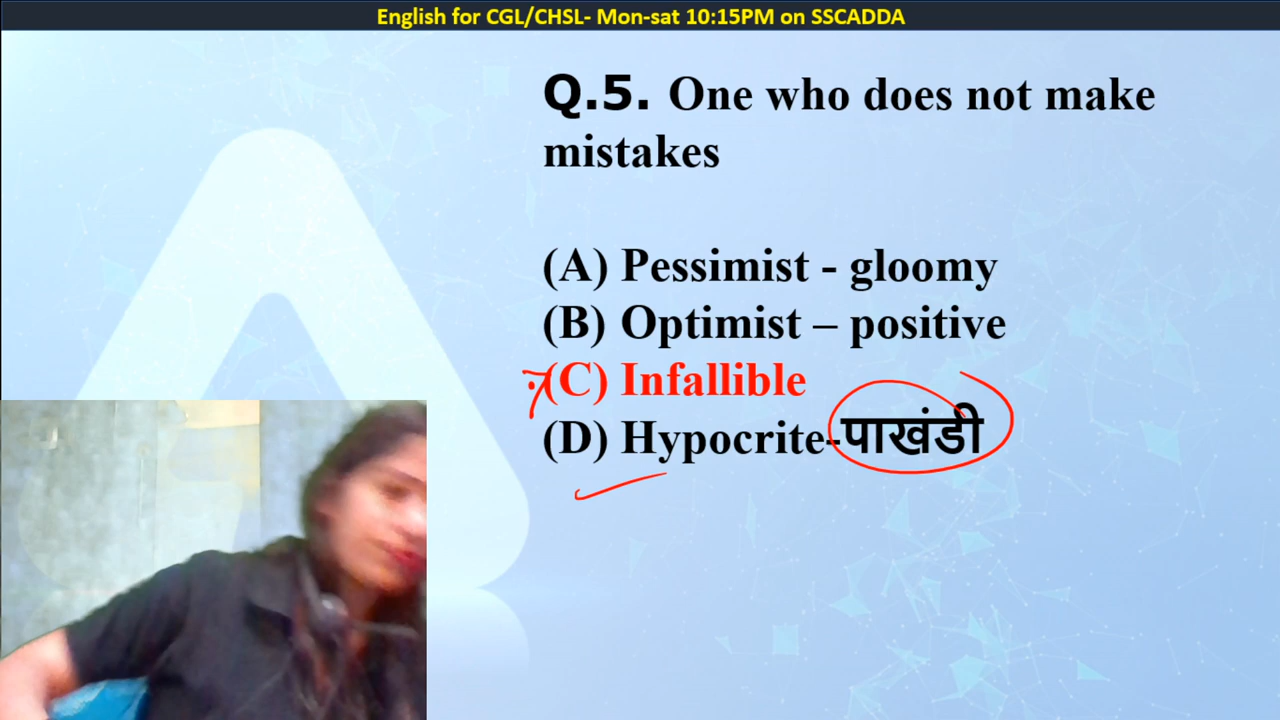 English for CGL/CHSL- Mon-sat 10:15PM on SSCADDA
Q.5. One who does not make
mistakes
(A) Pessimist - gloomy
(B) Optimist – positive
(C) Infallible
(D) Hypocrite-पाखंडी